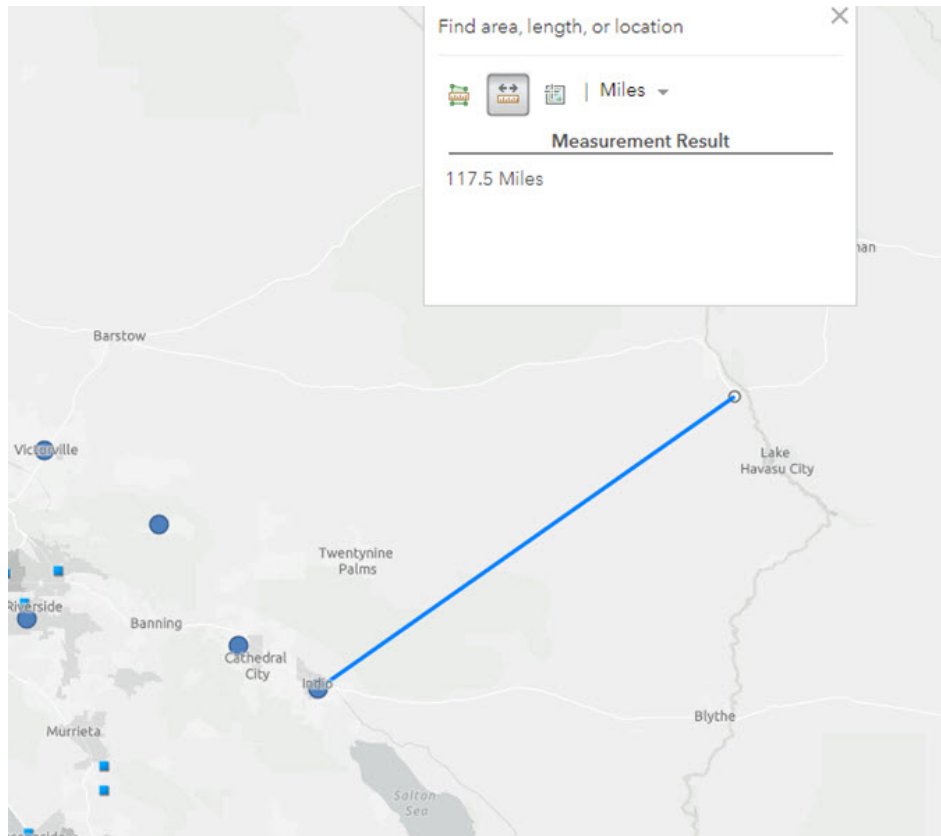 Find area, length, or location
| Miles
Measurement Result
117.5 Miles
Barstow
Victorville
Lake
Havasu City
Twentynine
Palms
Riverside
Banning
Cathedral
City
Indio
Blythe
Murrieta
Salton
Sea